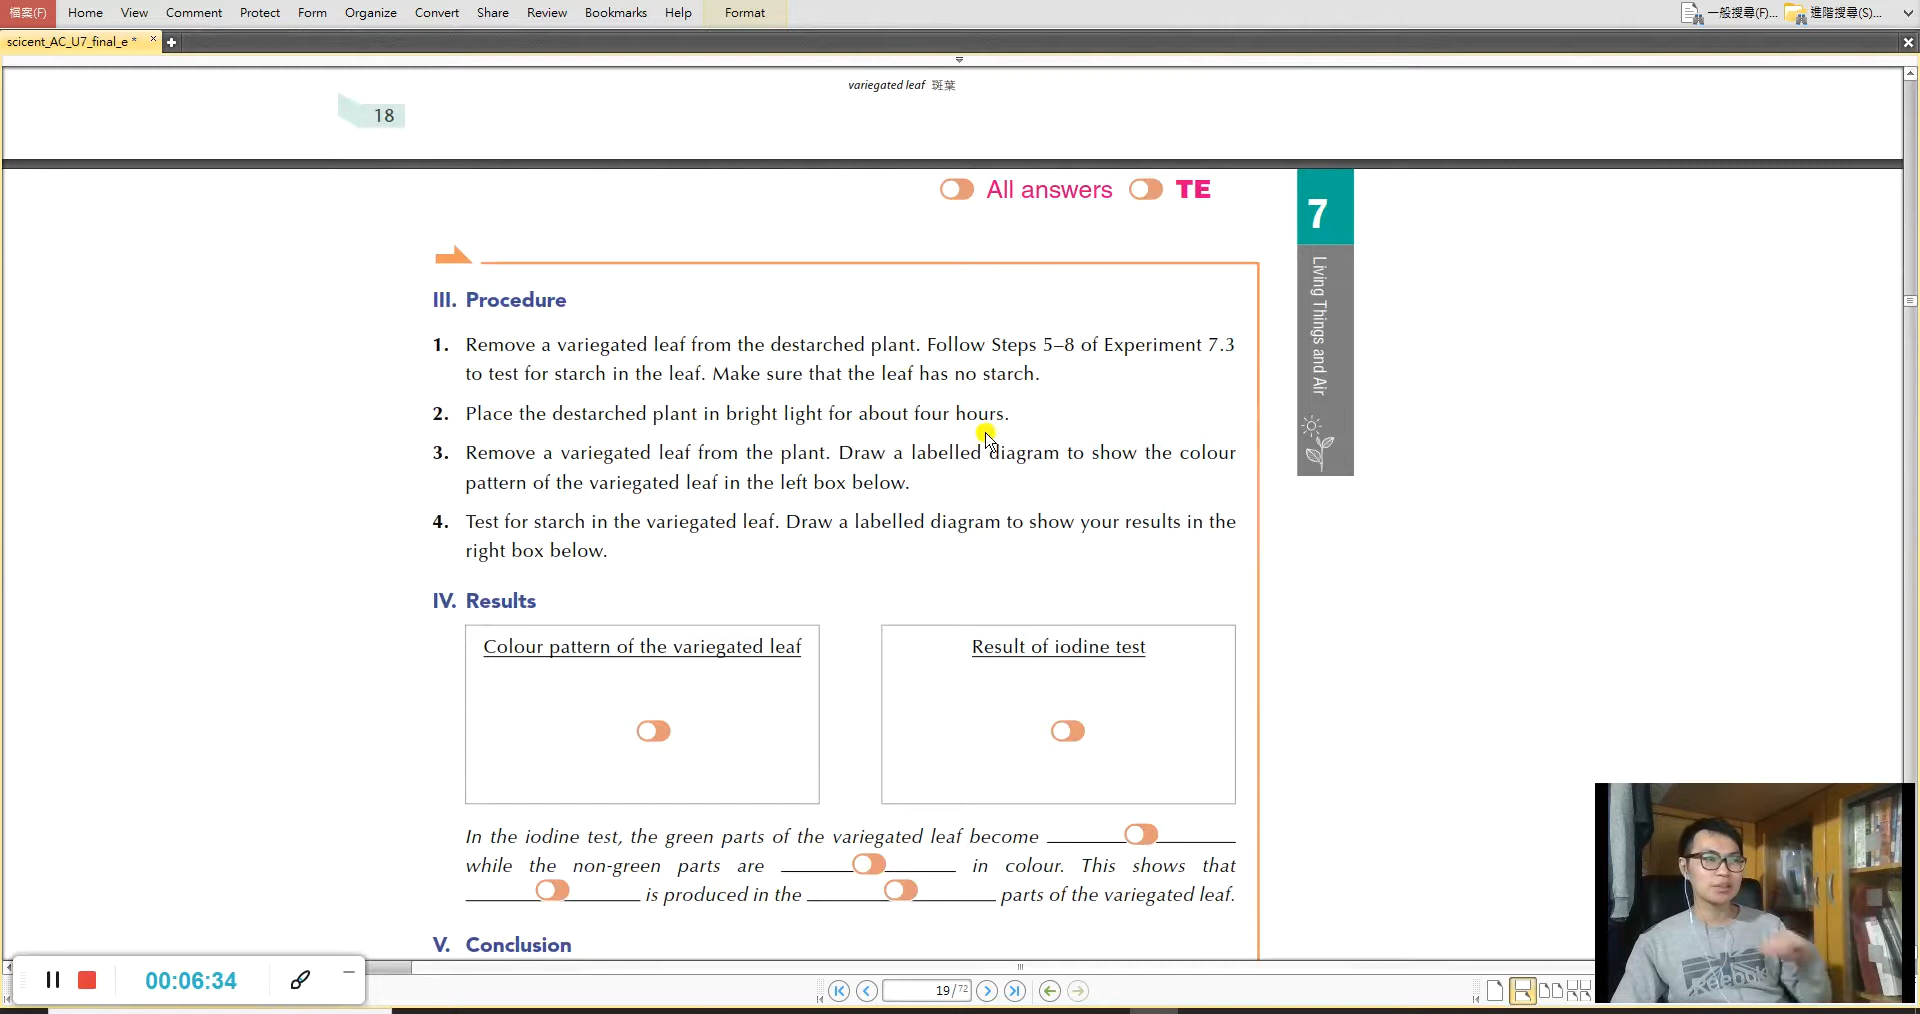 檔案(F) Home View Comment Protect Form Organize Convert Share Review Bookmarks Help Format 一般搜尋(F)... 進階搜尋(S)...
scicent_AC_U7_final_e *
variegated leaf 斑葉
18
All answers TE
7
Living Things and Air
III. Procedure
1. Remove a variegated leaf from the destarched plant. Follow Steps 5–8 of Experiment 7.3
to test for starch in the leaf. Make sure that the leaf has no starch.
2. Place the destarched plant in bright light for about four hours.
3. Remove a variegated leaf from the plant. Draw a labelled diagram to show the colour
pattern of the variegated leaf in the left box below.
4. Test for starch in the variegated leaf. Draw a labelled diagram to show your results in the
right box below.
IV. Results
Colour pattern of the variegated leaf
Result of iodine test
In the iodine test, the green parts of the variegated leaf become
while the non-green parts are in colour. This shows that
is produced in the parts of the variegated leaf.
V. Conclusion
00:06:34
19/72
Reebok